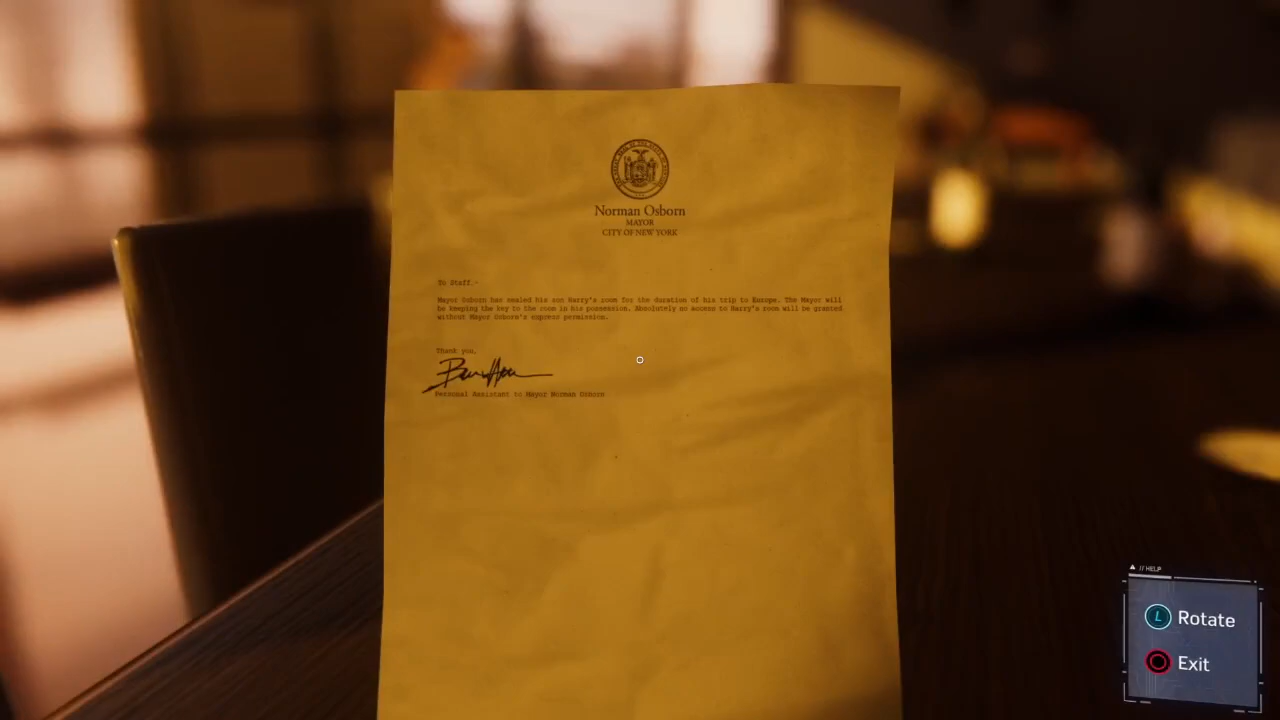 Norman Osborn
MAYOR
CITY OF NEW YORK
To Staff-
Mayor Osborn has sealed his son Harry's room for the duration of his trip to Europe. The Mayor will
be keeping the key to the room in his possession. Absolutely no access to Harry's room will be granted
without Mayor Osborn's express permission.
Thank you,
Personal Assistant to Mayor Norman Osborn
// HELP
L Rotate
Exit